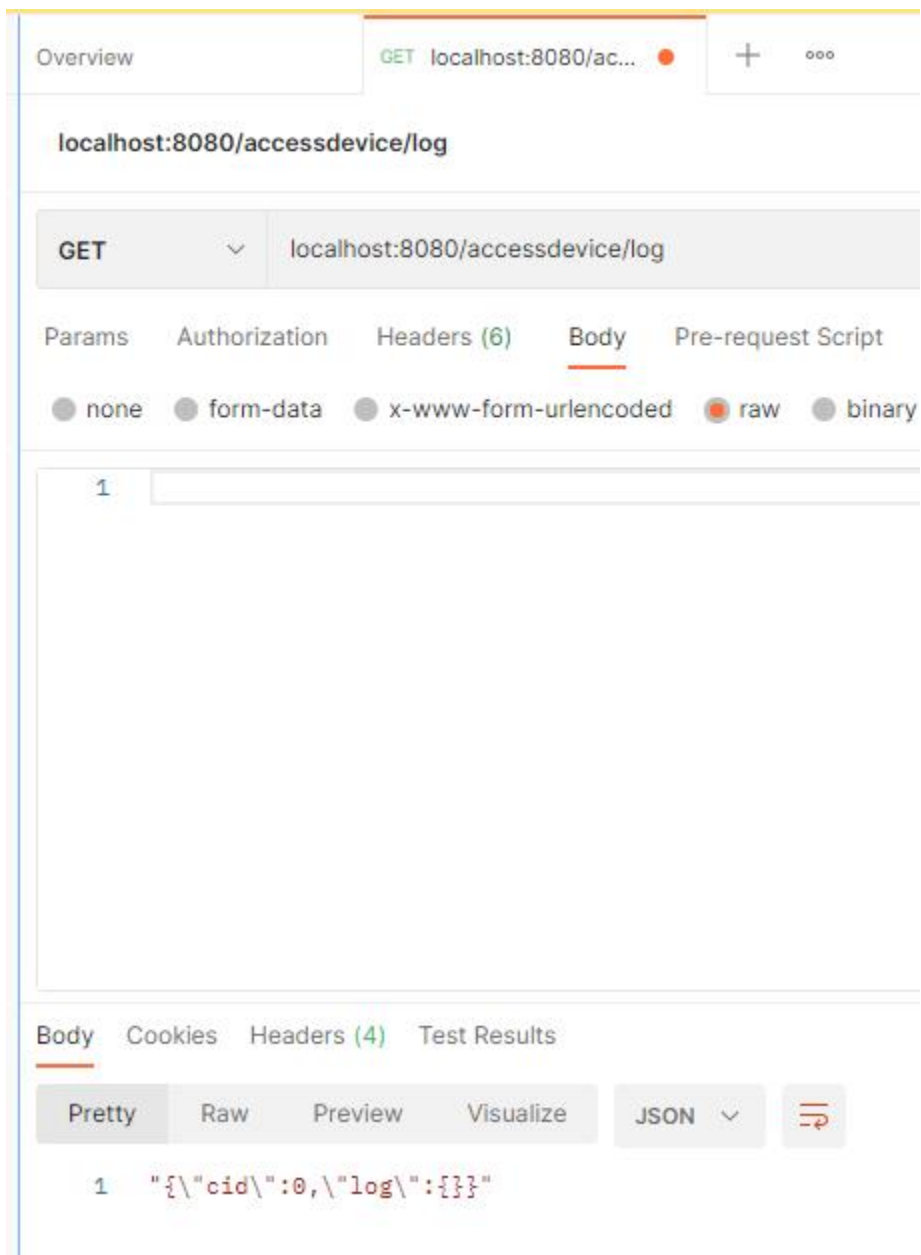 Overview GET localhost:8080/ac...
localhost:8080/accessdevice/log
GET localhost:8080/accessdevice/log
Params Authorization Headers (6) Body Pre-request Script
none form-data x-www-form-urlencoded raw binary
1
Body Cookies Headers (4) Test Results
Pretty Raw Preview Visualize JSON
1 "{\"cid\":0,\"log\":{}}"